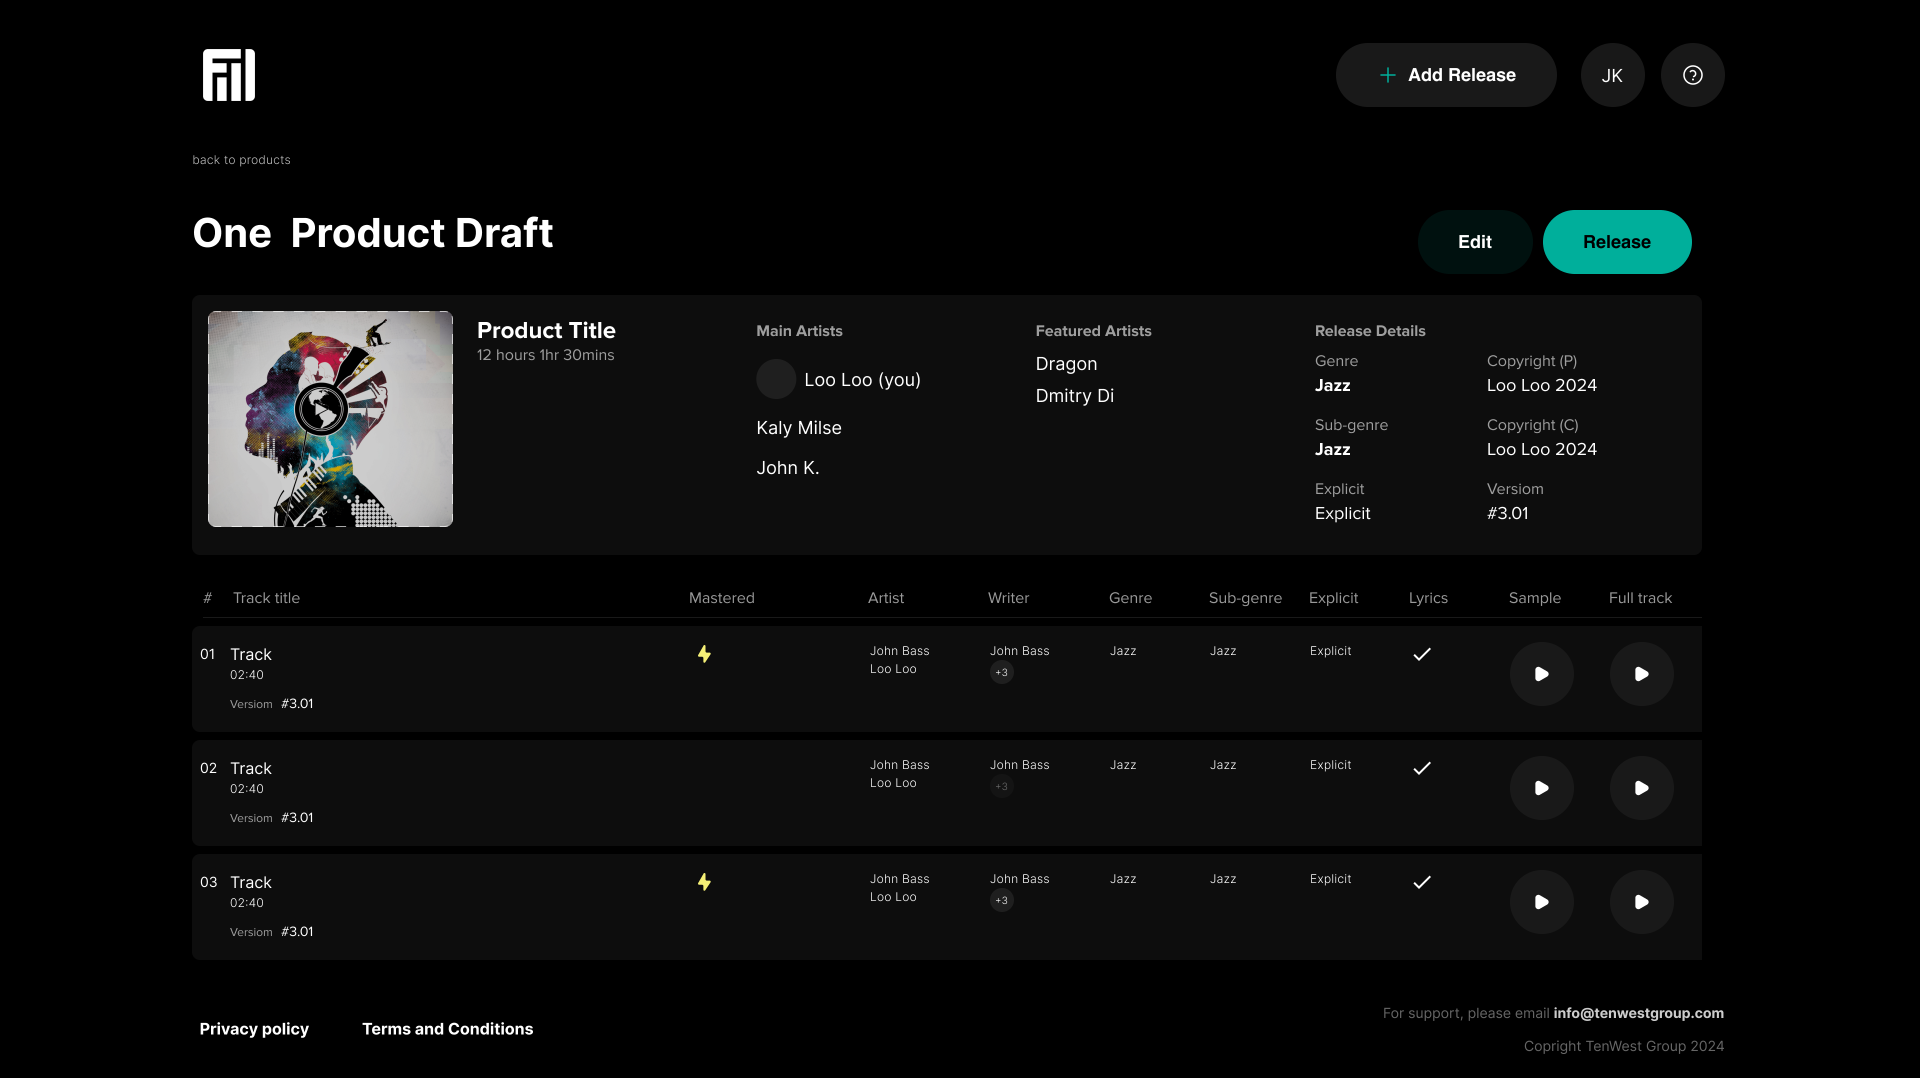 Add Release
JK
back to products
One Product Draft
Edit
Release
Product Title
12 hours 1hr 30mins
Main Artists
Loo Loo (you)
Kaly Milse
John K.
Featured Artists
Dragon
Dmitry Di
Release Details
Genre
Jazz
Copyright (P)
Loo Loo 2024
Sub-genre
Jazz
Copyright (C)
Loo Loo 2024
Explicit
Explicit
Versiom
#3.01
# Track title Mastered Artist Writer Genre Sub-genre Explicit Lyrics Sample Full track
01 Track John Bass John Bass Jazz Jazz Explicit
02:40 Loo Loo +3
Versiom #3.01
02 Track John Bass John Bass Jazz Jazz Explicit
02:40 Loo Loo +3
Versiom #3.01
03 Track John Bass John Bass Jazz Jazz Explicit
02:40 Loo Loo +3
Versiom #3.01
Privacy policy Terms and Conditions
For support, please email info@tenwestgroup.com
Copright TenWest Group 2024